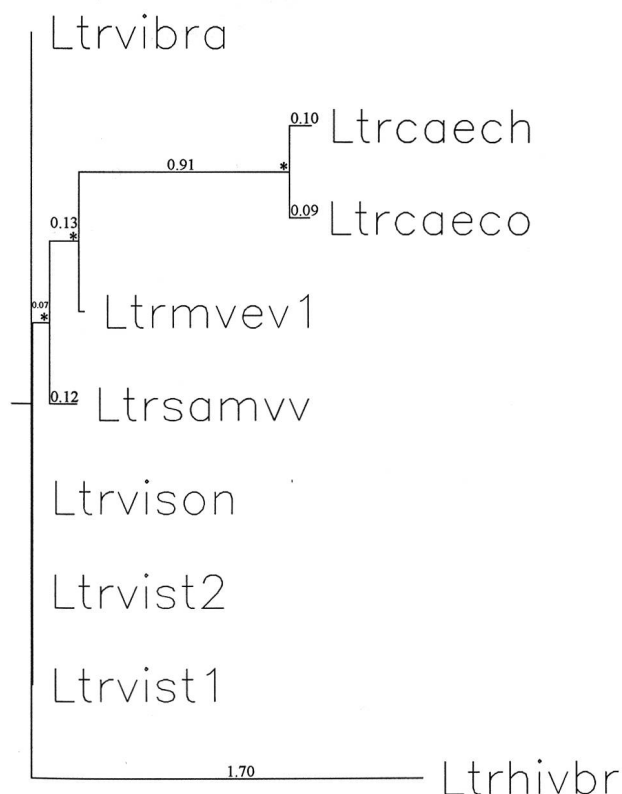 Ltrvibra
0.10
Ltrcaech
0.91
*
0.09
Ltrcaeco
0.13
*
0.07
*
Ltrmvev1
0.12
Ltrsamvv
Ltrvison
Ltrvist2
Ltrvist1
1.70
Ltrhivbr